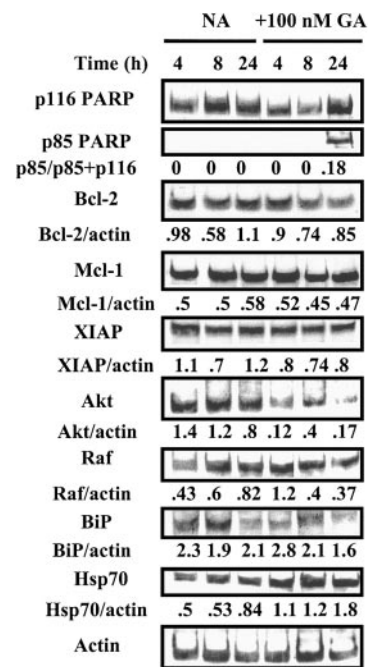 NA +100 nM GA
Time (h) 4 8 24 4 8 24
p116 PARP
p85 PARP
p85/p85+p116 0 0 0 0 0 .18
Bcl-2
Bcl-2/actin .98 .58 1.1 .9 .74 .85
Mcl-1
Mcl-1/actin .5 .5 .58 .52 .45 .47
XIAP
XIAP/actin 1.1 .7 1.2 .8 .74 .8
Akt
Akt/actin 1.4 1.2 .8 .12 .4 .17
Raf
Raf/actin .43 .6 .82 1.2 .4 .37
BiP
BiP/actin 2.3 1.9 2.1 2.8 2.1 1.6
Hsp70
Hsp70/actin .5 .53 .84 1.1 1.2 1.8
Actin